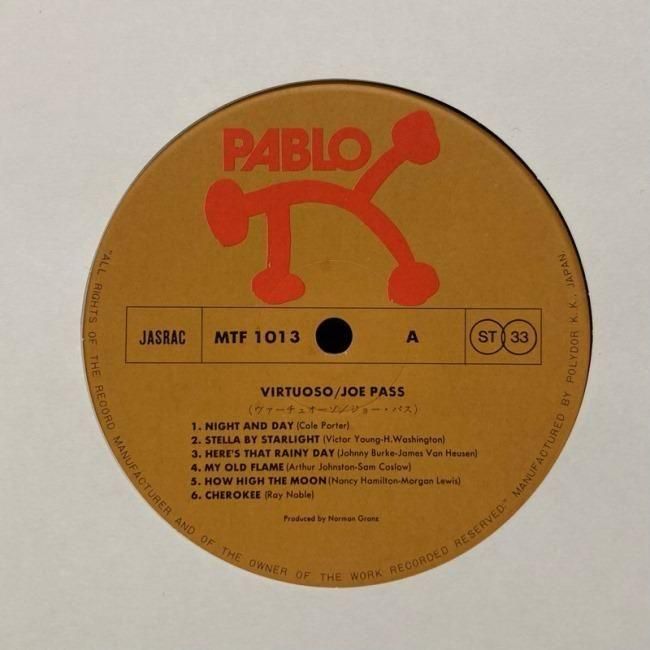 PABLO
JASRAC MTF 1013 A ST 33
VIRTUOSO/JOE PASS
(ヴァーチュオーゾ/ジョー・パス)
1. NIGHT AND DAY (Cole Porter)
2. STELLA BY STARLIGHT (Victor Young-H.Washington)
3. HERE'S THAT RAINY DAY (Johnny Burke-James Van Heusen)
4. MY OLD FLAME (Arthur Johnston-Sam Coslow)
5. HOW HIGH THE MOON (Nancy Hamilton-Morgan Lewis)
6. CHEROKEE (Ray Noble)
Produced by Norman Granz
"ALL RIGHTS OF THE RECORD MANUFACTURER AND OF THE OWNER OF THE WORK RECORDED RESERVED." MANUFACTURED BY POLYDOR K.K., JAPAN.